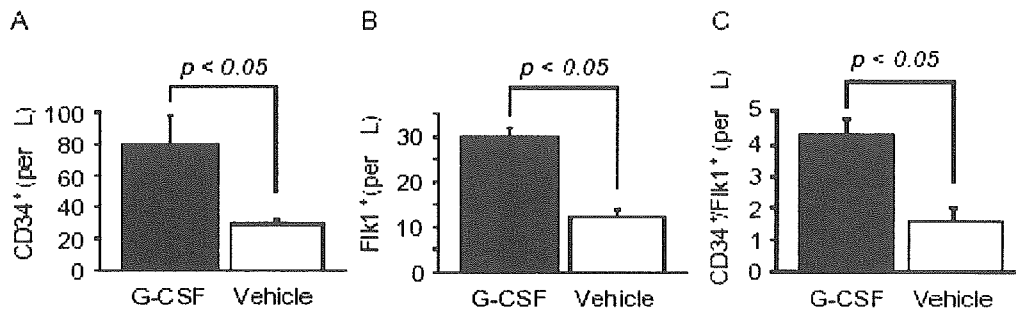 A
p < 0.05
CD34 + (per L)
100
80
60
40
20
0
G-CSF Vehicle
B
p < 0.05
Flk1 + (per L)
30
20
10
0
G-CSF Vehicle
C
p < 0.05
CD34 +/Flk1 + (per L)
5
4
3
2
1
0
G-CSF Vehicle